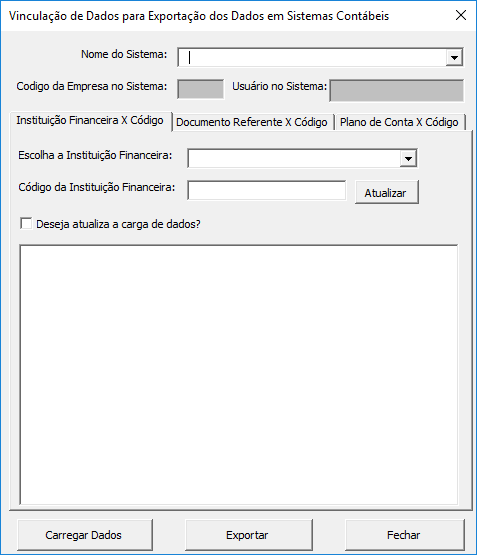 Vinculação de Dados para Exportação dos Dados em Sistemas Contábeis
Nome do Sistema:
Codigo da Empresa no Sistema: Usuário no Sistema:
Instituição Financeira X Código Documento Referente X Código Plano de Conta X Código
Escolha a Instituição Financeira:
Código da Instituição Financeira: Atualizar
Deseja atualiza a carga de dados?
Carregar Dados Exportar Fechar